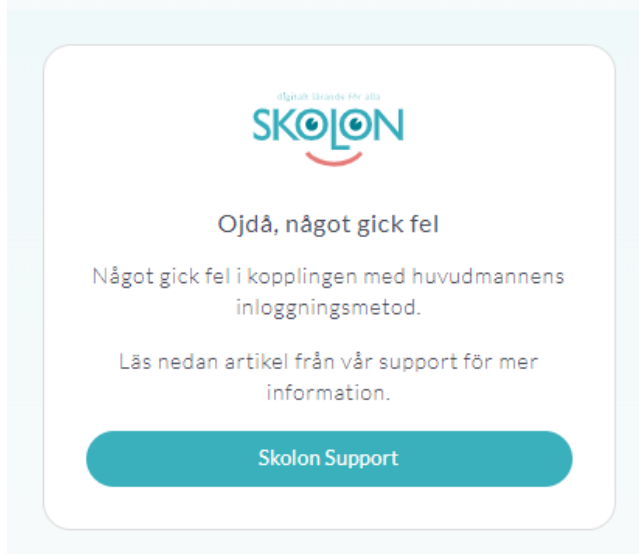 digitalt lärande för alla
SKOLON
Ojdå, något gick fel
Något gick fel i kopplingen med huvudmannens
inloggningsmetod.
Läs nedan artikel från vår support för mer
information.
Skolon Support